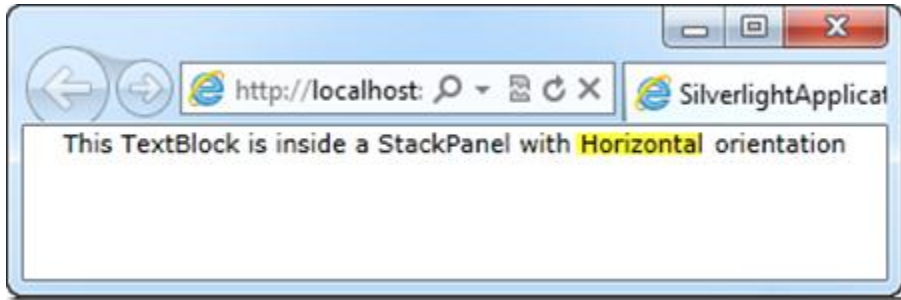 http://localhost:
SilverlightApplicat
This TextBlock is inside a StackPanel with Horizontal orientation